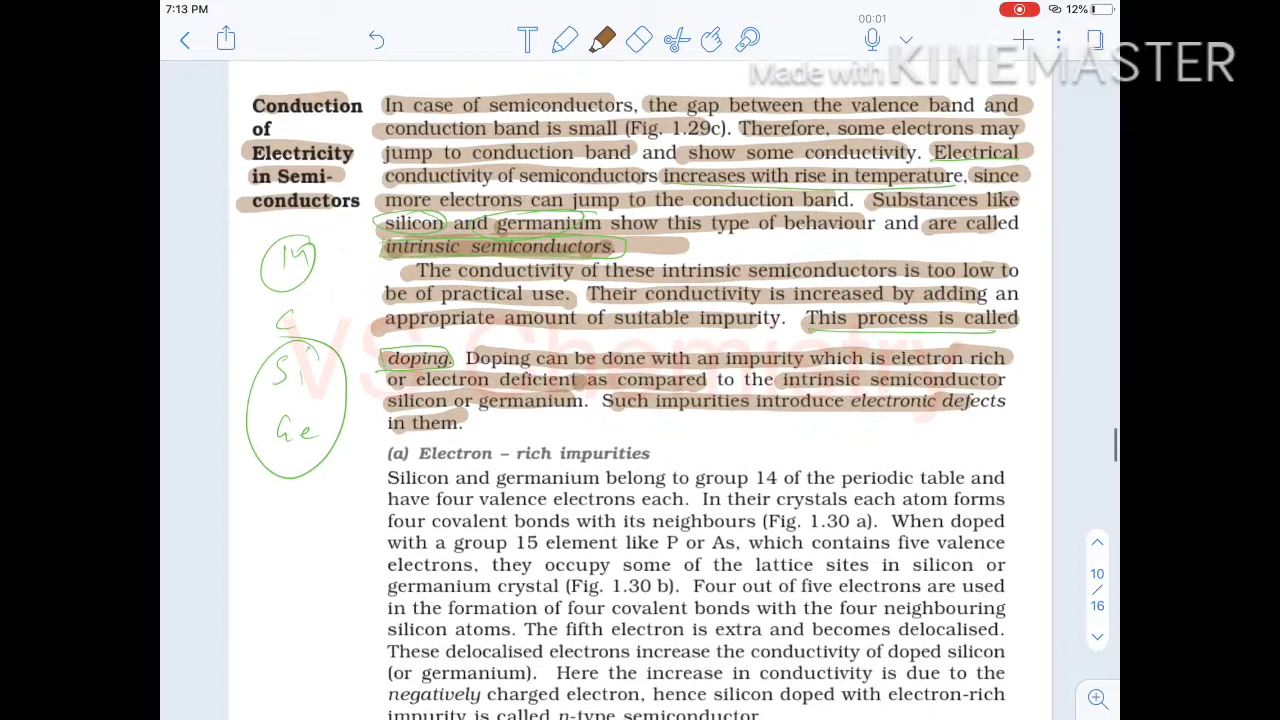 7:13 PM
12%
00:01
Made with KINEMASTER
Conduction
of
Electricity
in Semi-
conductors
In case of semiconductors, the gap between the valence band and
conduction band is small (Fig. 1.29c). Therefore, some electrons may
jump to conduction band and show some conductivity. Electrical
conductivity of semiconductors increases with rise in temperature, since
more electrons can jump to the conduction band. Substances like
silicon and germanium show this type of behaviour and are called
intrinsic semiconductors.
The conductivity of these intrinsic semiconductors is too low to
be of practical use. Their conductivity is increased by adding an
appropriate amount of suitable impurity. This process is called
14
C
Si
Ge
VS Chemistry
doping. Doping can be done with an impurity which is electron rich
or electron deficient as compared to the intrinsic semiconductor
silicon or germanium. Such impurities introduce electronic defects
in them.
(a) Electron – rich impurities
Silicon and germanium belong to group 14 of the periodic table and
have four valence electrons each. In their crystals each atom forms
four covalent bonds with its neighbours (Fig. 1.30 a). When doped
with a group 15 element like P or As, which contains five valence
electrons, they occupy some of the lattice sites in silicon or
germanium crystal (Fig. 1.30 b). Four out of five electrons are used
in the formation of four covalent bonds with the four neighbouring
silicon atoms. The fifth electron is extra and becomes delocalised.
These delocalised electrons increase the conductivity of doped silicon
(or germanium). Here the increase in conductivity is due to the
negatively charged electron, hence silicon doped with electron-rich
impurity is called n-type semiconductor.
10
/
16